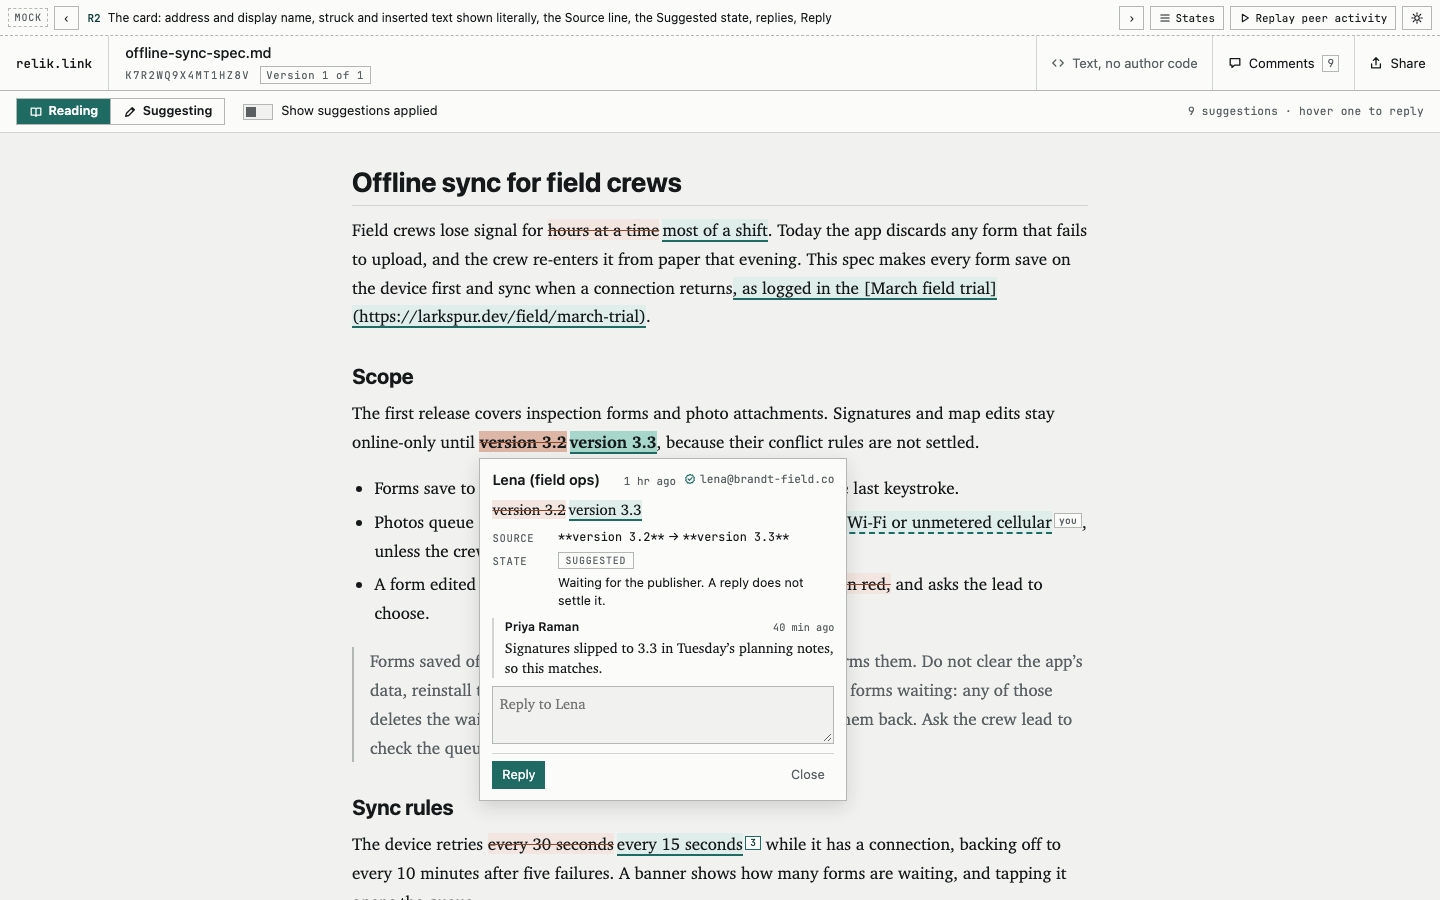 MOCK ‹ R2 The card: address and display name, struck and inserted text shown literally, the Source line, the Suggested state, replies, Reply › States Replay peer activity
relik.link
offline-sync-spec.md
K7R2WQ9X4MT1HZ8V Version 1 of 1
Text, no author code Comments 9 Share
Reading Suggesting Show suggestions applied 9 suggestions · hover one to reply
Offline sync for field crews
Field crews lose signal for hours at a time most of a shift. Today the app discards any form that fails
to upload, and the crew re-enters it from paper that evening. This spec makes every form save on
the device first and sync when a connection returns, as logged in the [March field trial]
(https://larkspur.dev/field/march-trial).
Scope
The first release covers inspection forms and photo attachments. Signatures and map edits stay
online-only until version 3.2 version 3.3, because their conflict rules are not settled.
Forms save to last keystroke.
Photos queue Wi-Fi or unmetered cellular you,
unless the
A form edited red, and asks the lead to
choose.
Forms saved them. Do not clear the app’s
data, reinstall forms waiting: any of those
deletes the back. Ask the crew lead to
check the
Lena (field ops) 1 hr ago lena@brandt-field.co
version 3.2 version 3.3
SOURCE **version 3.2** → **version 3.3**
STATE SUGGESTED
Waiting for the publisher. A reply does not
settle it.
Priya Raman 40 min ago
Signatures slipped to 3.3 in Tuesday’s planning notes,
so this matches.
Reply to Lena
Reply Close
Sync rules
The device retries every 30 seconds every 15 seconds 3 while it has a connection, backing off to
every 10 minutes after five failures. A banner shows how many forms are waiting, and tapping it